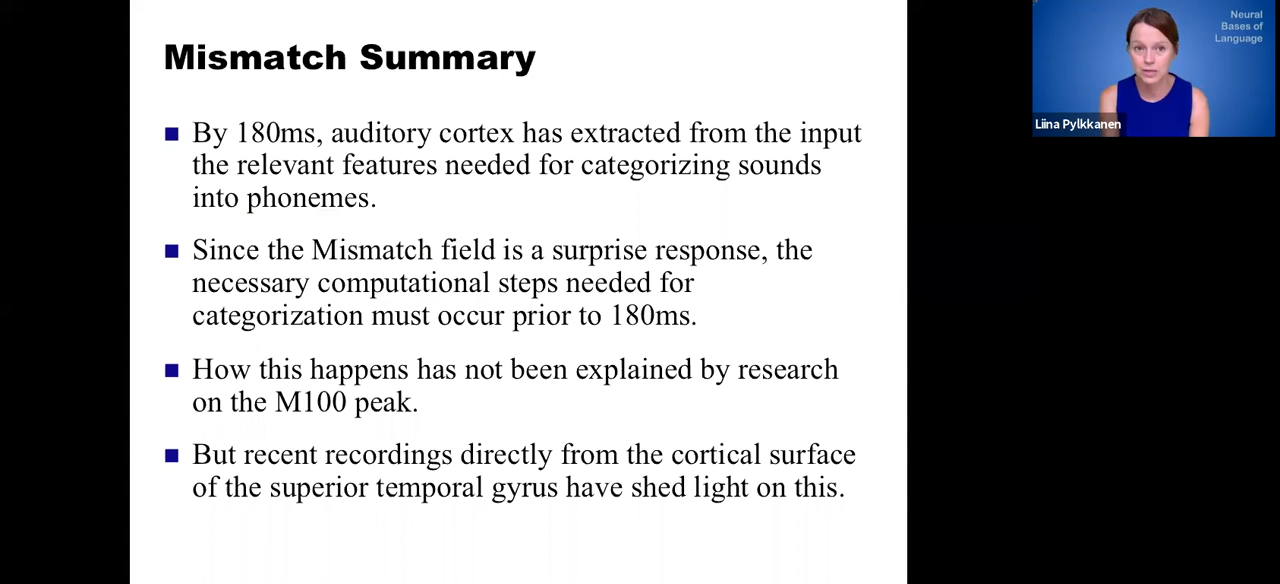 Mismatch Summary
By 180ms, auditory cortex has extracted from the input
the relevant features needed for categorizing sounds
into phonemes.
Since the Mismatch field is a surprise response, the
necessary computational steps needed for
categorization must occur prior to 180ms.
How this happens has not been explained by research
on the M100 peak.
But recent recordings directly from the cortical surface
of the superior temporal gyrus have shed light on this.
Neural
Bases of
Language
Liina Pylkkanen